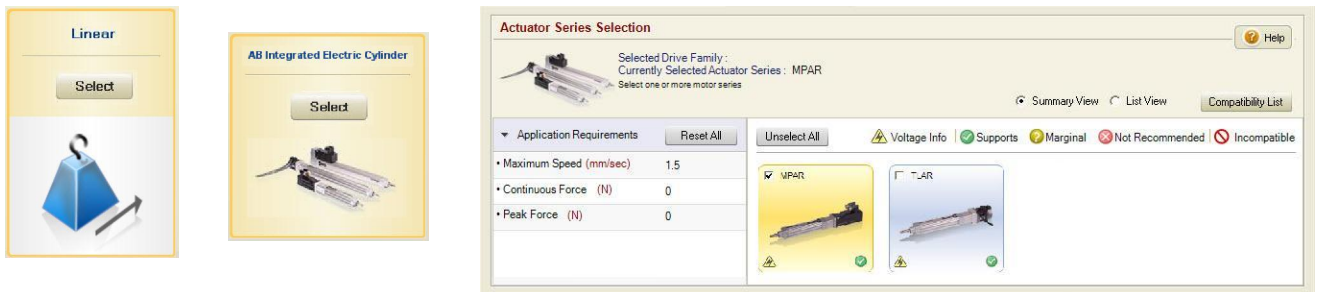 Linear
Select
AB Integrated Electric Cylinder
Select
Actuator Series Selection
Help
Selected Drive Family :
Currently Selected Actuator Series : MPAR
Select one or more motor series
Summary View List View Compatibility List
Application Requirements Reset All
Unselect All Voltage Info Supports Marginal Not Recommended Incompatible
• Maximum Speed (mm/sec) 1.5
• Continuous Force (N) 0
• Peak Force (N) 0
MPAR
TLAR